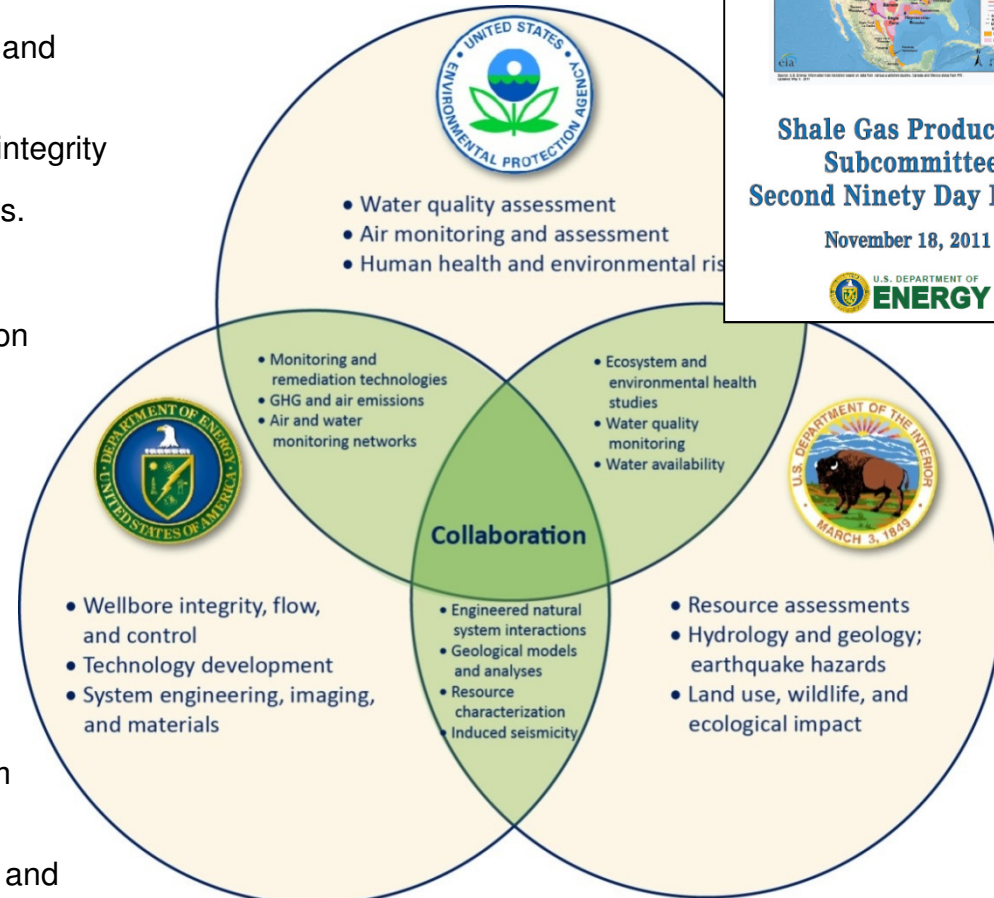 and
integrity
s.
on
n
and
UNITED STATES
ENVIRONMENTAL PROTECTION AGENCY
• Water quality assessment
• Air monitoring and assessment
• Human health and environmental ris
eia
Shale Gas Produc
Subcommittee
Second Ninety Day
November 18, 2011
U.S. DEPARTMENT OF
ENERGY
• Monitoring and
remediation technologies
• GHG and air emissions
• Air and water
monitoring networks
• Ecosystem and
environmental health
studies
• Water quality
monitoring
• Water availability
DEPARTMENT OF ENERGY
UNITED STATES OF AMERICA
U.S. DEPARTMENT OF THE INTERIOR
MARCH 3, 1849
Collaboration
• Wellbore integrity, flow,
and control
• Technology development
• System engineering, imaging,
and materials
• Engineered natural
system interactions
• Geological models
and analyses
• Resource
characterization
• Induced seismicity
• Resource assessments
• Hydrology and geology;
earthquake hazards
• Land use, wildlife, and
ecological impact